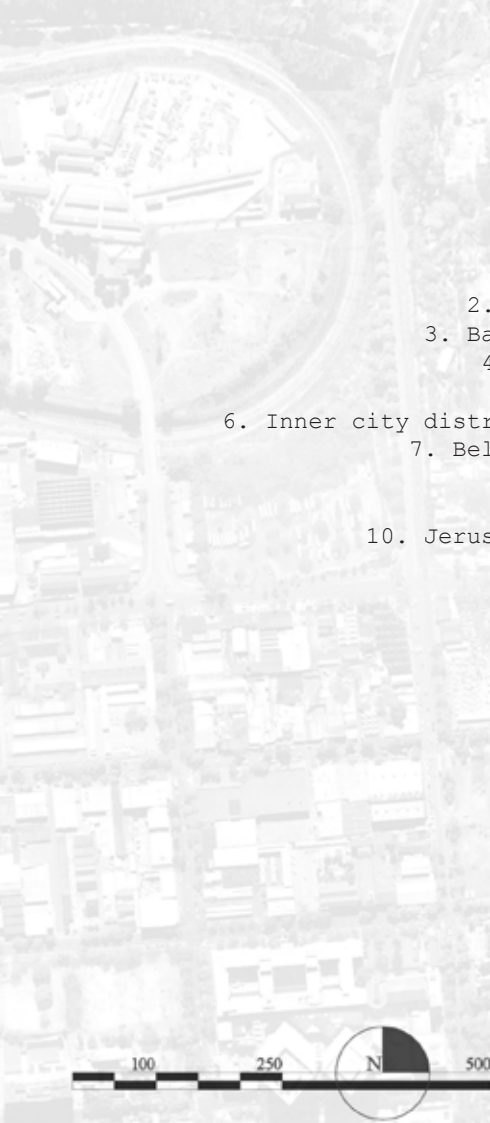 2.
3. Ba
4
6. Inner city distr
7. Bel
10. Jerus
100 250 N 500